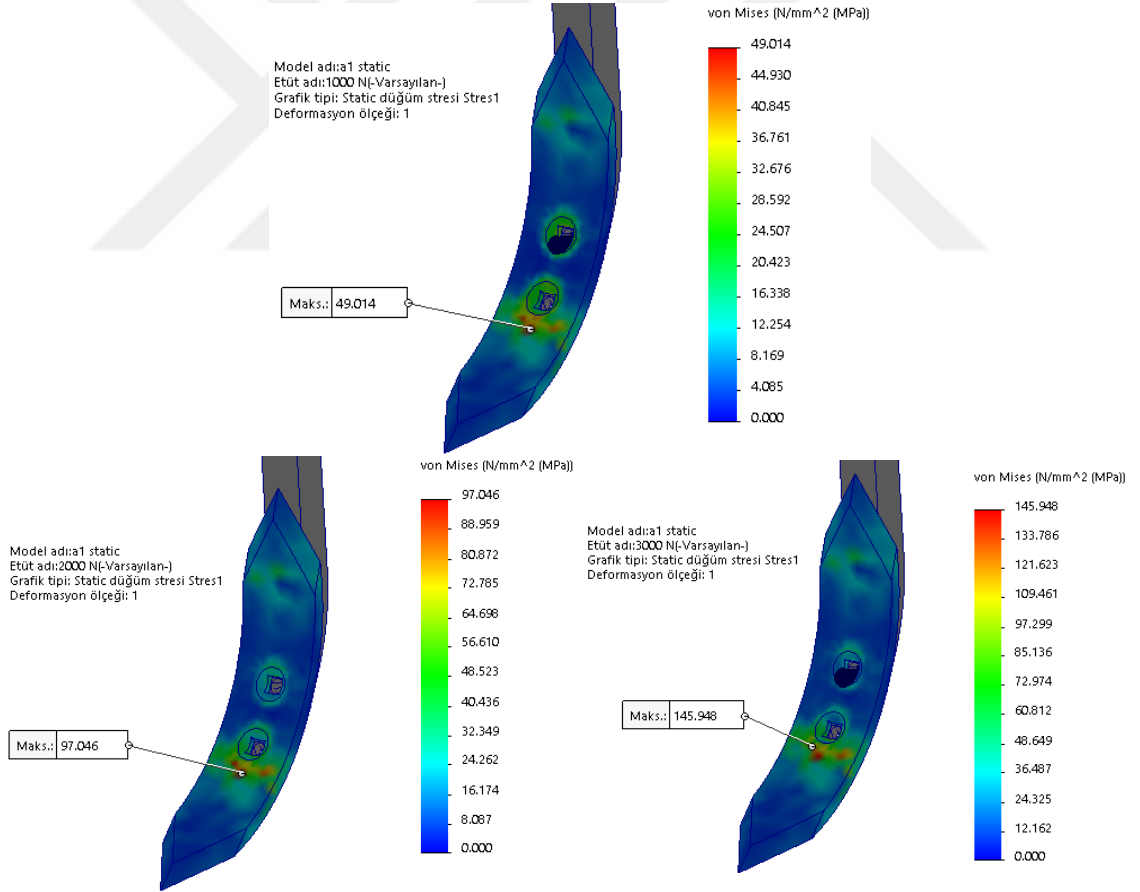 von Mises (N/mm^2 (MPa))
Model adı:a1 static
Etüt adı:1000 N(-Varsayılan-)
Grafik tipi: Static düğüm stresi Stres1
Deformasyon ölçeği: 1
49.014
44.930
40.845
36.761
32.676
28.592
24.507
20.423
16.338
12.254
8.169
4.085
0.000
Maks.: 49.014
von Mises (N/mm^2 (MPa))
Model adı:a1 static
Etüt adı:2000 N(-Varsayılan-)
Grafik tipi: Static düğüm stresi Stres1
Deformasyon ölçeği: 1
97.046
88.959
80.872
72.785
64.698
56.610
48.523
40.436
32.349
24.262
16.174
8.087
0.000
Maks.: 97.046
von Mises (N/mm^2 (MPa))
Model adı:a1 static
Etüt adı:3000 N(-Varsayılan-)
Grafik tipi: Static düğüm stresi Stres1
Deformasyon ölçeği: 1
145.948
133.786
121.623
109.461
97.299
85.136
72.974
60.812
48.649
36.487
24.325
12.162
0.000
Maks.: 145.948